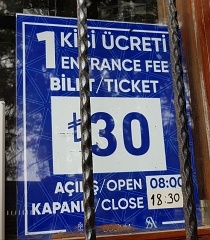 1 KİŞİ ÜCRETİ
ENTRANCE FEE
BİLET/TICKET
₺30
AÇILIŞ/OPEN 08:00
KAPANIŞ/CLOSE 18:30